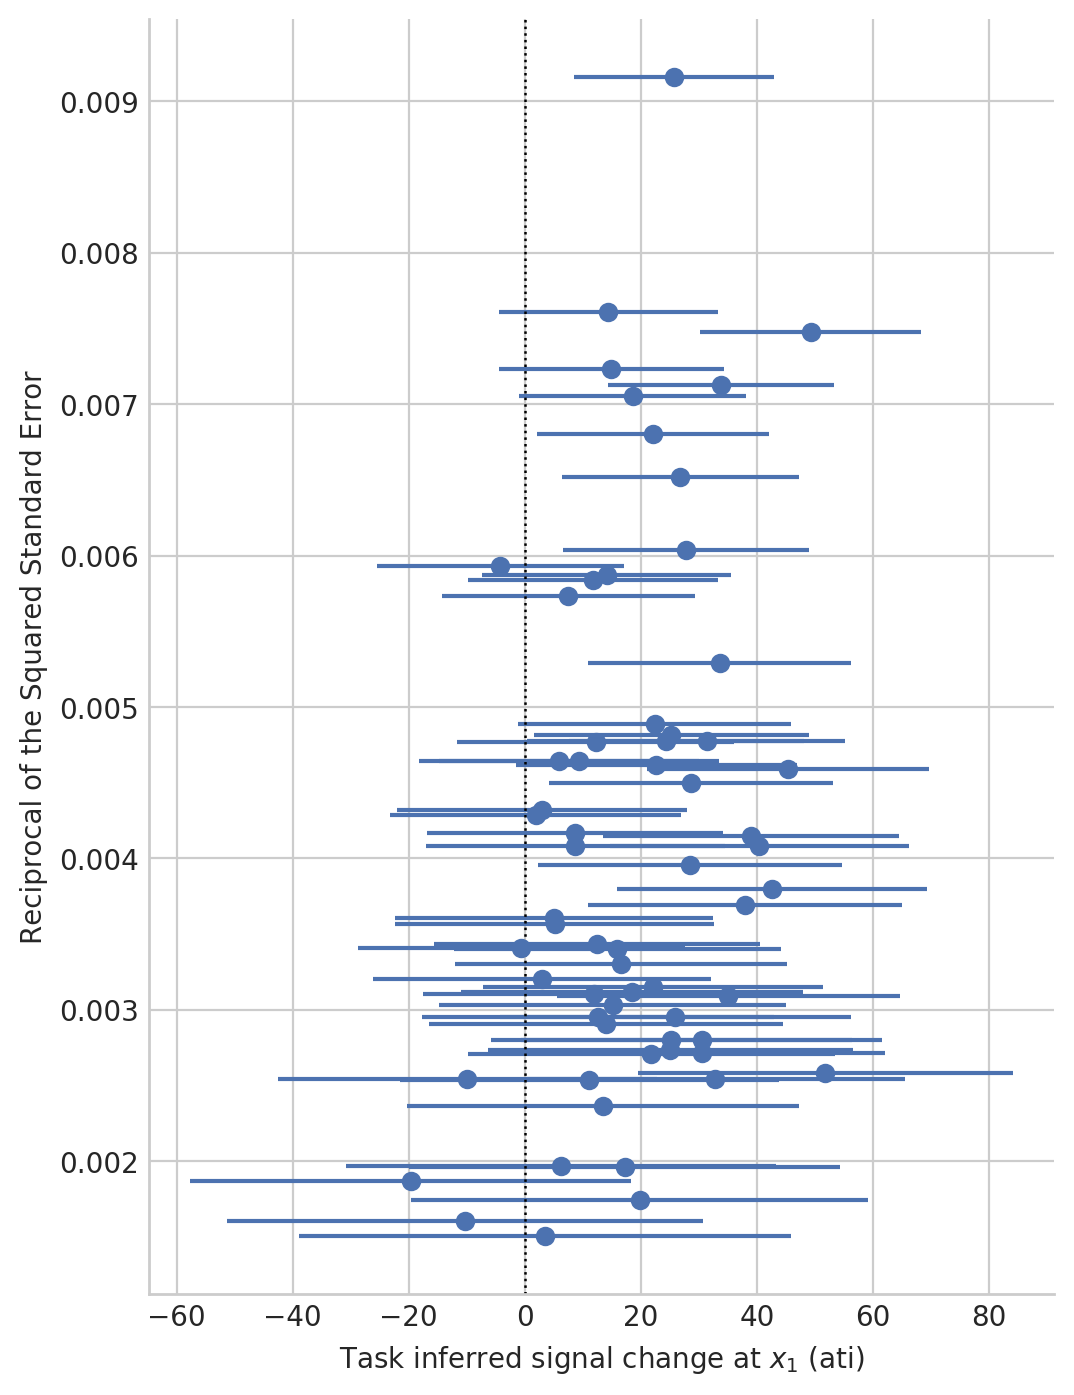 0.009
0.008
0.007
0.006
0.005
0.004
0.003
0.002
Reciprocal of the Squared Standard Error
−60 −40 −20 0 20 40 60 80
Task inferred signal change at x₁ (ati)